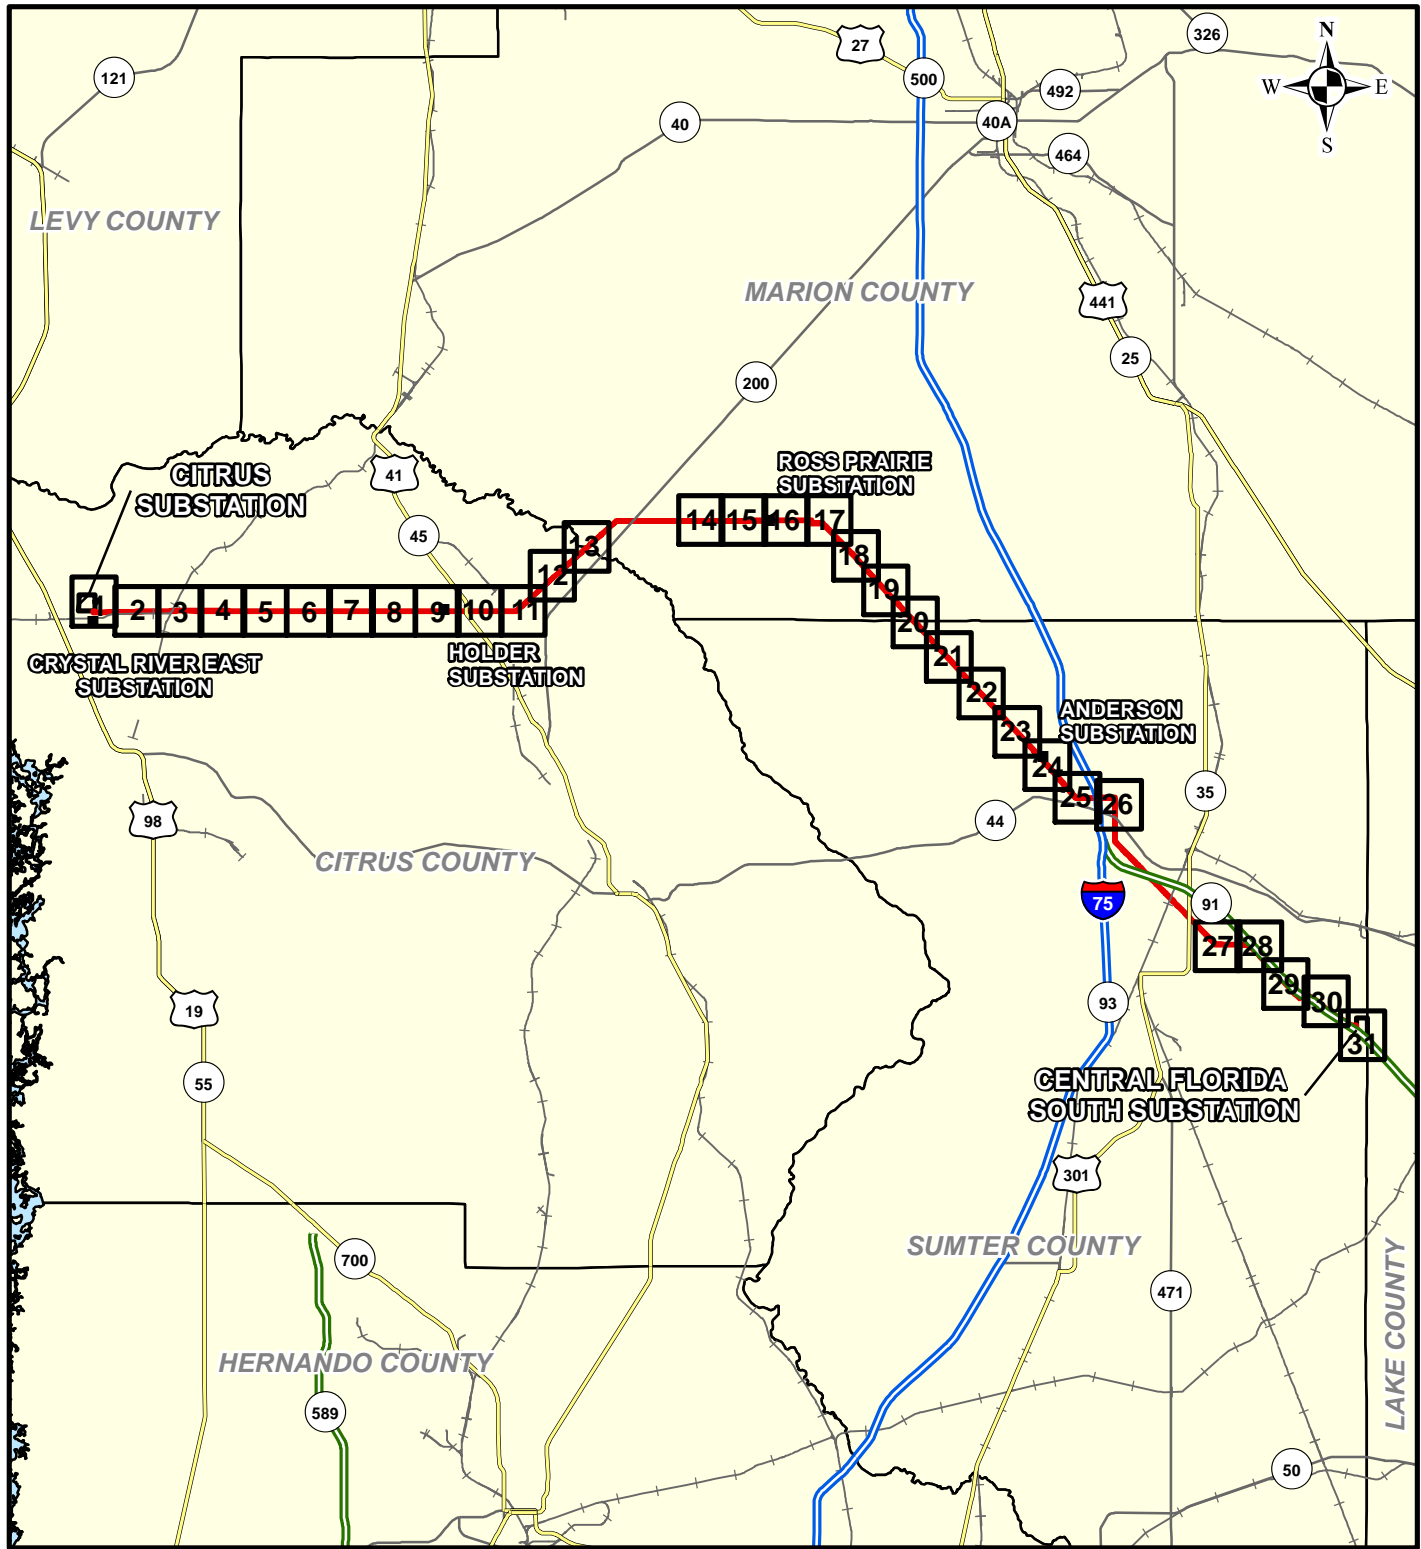 326
N
27
121
500
W
E
492
40
40A
S
464
LEVY COUNTY
MARION COUNTY
441
25
200
CITRUS
SUBSTATION
ROSS PRAIRIE
SUBSTATION
41
45
14
15
16
17
13
18
12
19
1
2
3
4
5
6
7
8
9
10
11
20
CRYSTAL RIVER EAST
SUBSTATION
HOLDER
SUBSTATION
21
22
ANDERSON
SUBSTATION
23
24
25
26
35
98
44
CITRUS COUNTY
75
91
27
28
29
30
19
93
31
55
CENTRAL FLORIDA
SOUTH SUBSTATION
301
SUMTER COUNTY
700
471
LAKE COUNTY
HERNANDO COUNTY
589
50